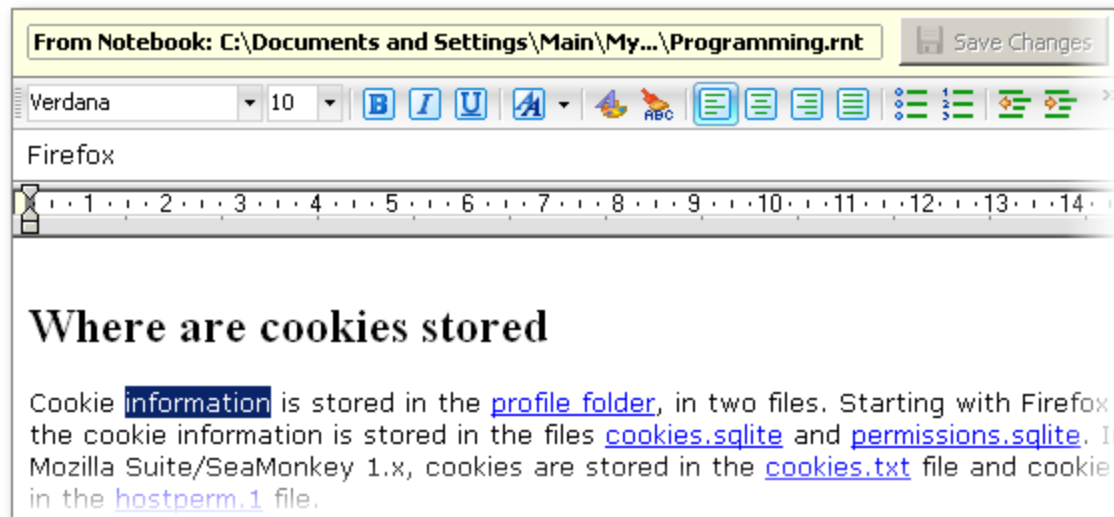 From Notebook: C:\Documents and Settings\Main\My...\Programming.rnt Save Changes
Verdana 10 B I U A ABC
Firefox
1 2 3 4 5 6 7 8 9 10 11 12 13 14
Where are cookies stored
Cookie information is stored in the profile folder, in two files. Starting with Firefox
the cookie information is stored in the files cookies.sqlite and permissions.sqlite. In
Mozilla Suite/SeaMonkey 1.x, cookies are stored in the cookies.txt file and cookie
in the hostperm.1 file.